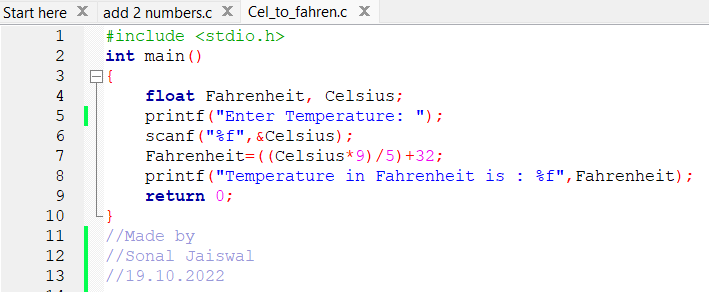 Start here X add 2 numbers.c X Cel_to_fahren.c X
1 #include <stdio.h>
2 int main()
3 {
4 float Fahrenheit, Celsius;
5 printf("Enter Temperature: ");
6 scanf("%f",&Celsius);
7 Fahrenheit=((Celsius*9)/5)+32;
8 printf("Temperature in Fahrenheit is : %f",Fahrenheit);
9 return 0;
10 }
11 //Made by
12 //Sonal Jaiswal
13 //19.10.2022